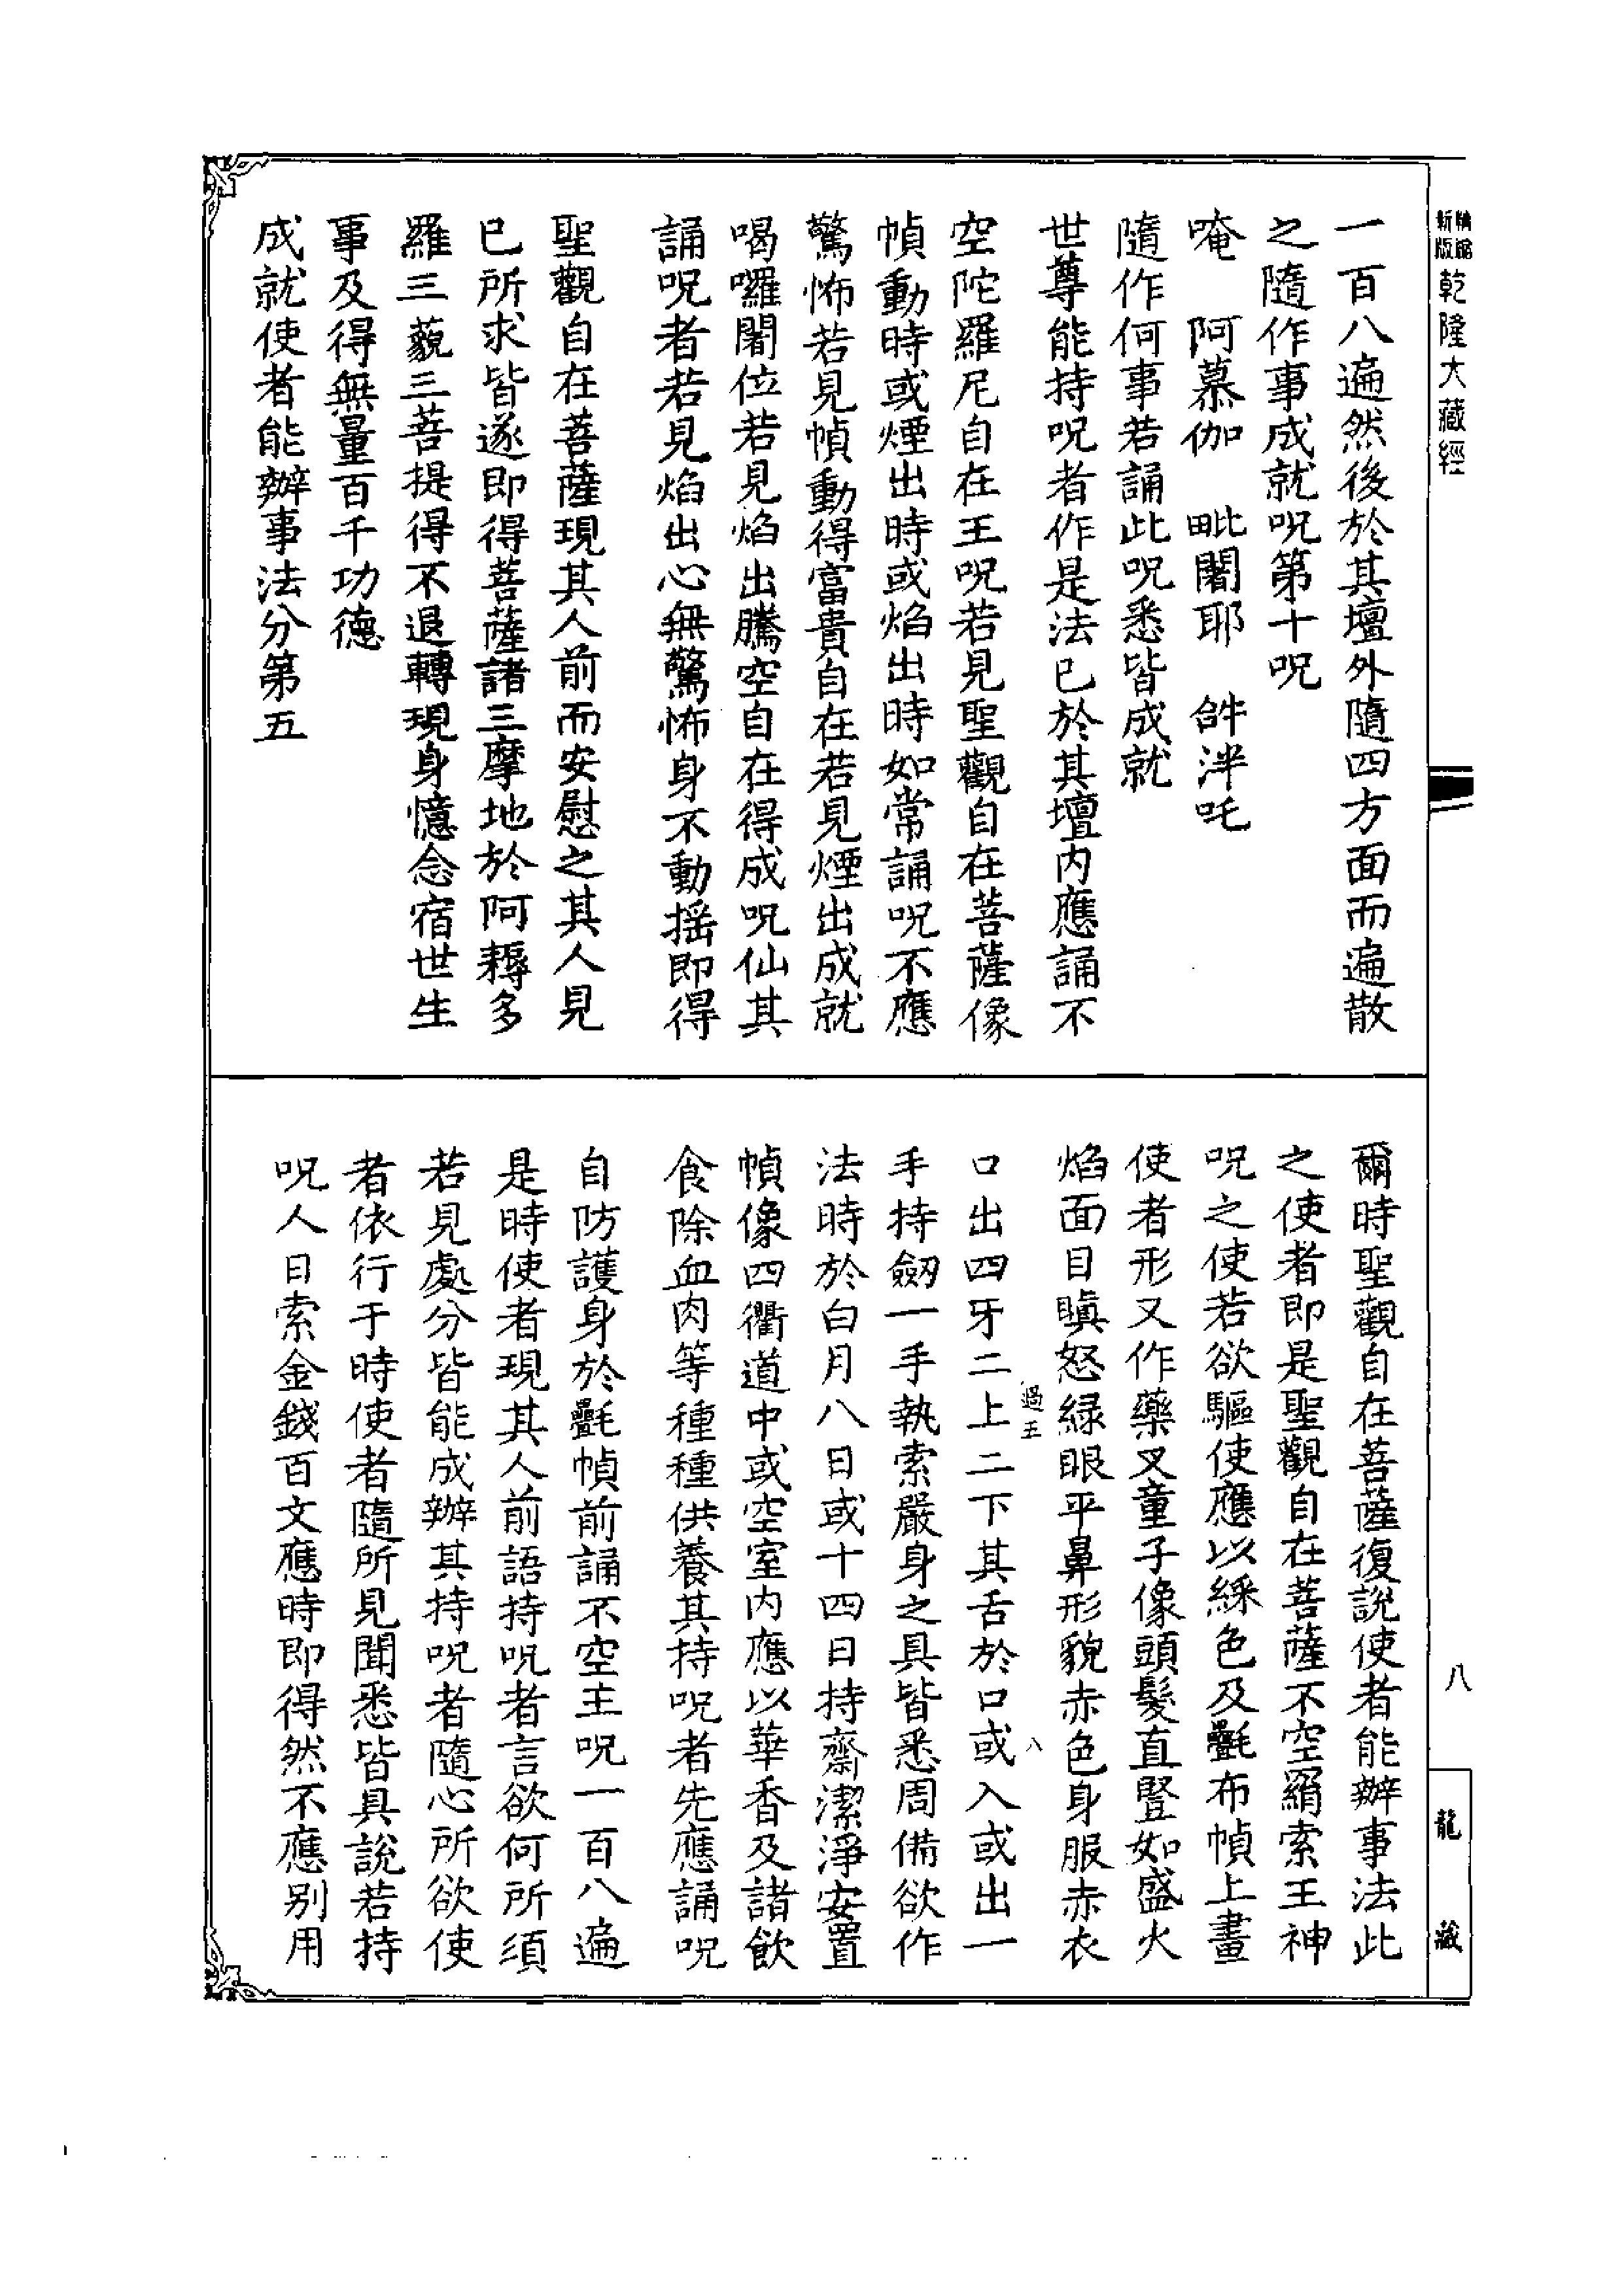 精縮新版乾隆大藏經
一百八遍然後於其壇外隨四方面而遍散
之隨作事成就呪第十呪
唵　阿慕伽　毗闍耶　𤙖泮吒
隨作何事若誦此呪悉皆成就
世尊能持呪者作是法已於其壇內應誦不
空陀羅尼自在王呪若見聖觀自在菩薩像
幀動時或煙出時或焰出時如常誦呪不應
驚怖若見幀動得富貴自在若見煙出成就
喝囉闍位若見焰出騰空自在得成呪仙其
誦呪者若見焰出心無驚怖身不動搖即得
聖觀自在菩薩現其人前而安慰之其人見
已所求皆遂即得菩薩諸三摩地於阿耨多
羅三藐三菩提得不退轉現身憶念宿世生
事及得無量百千功德
成就使者能辦事法分第五
爾時聖觀自在菩薩復說使者能辦事法此
之使者即是聖觀自在菩薩不空羂索王神
呪之使若欲驅使應以綵色及㲲布幀上畫
使者形又作藥叉童子像頭髮直豎如盛火
焰面目瞋怒綠眼平鼻形貌赤色身服赤衣
過王　八
口出四牙二上二下其舌於口或入或出一
手持劒一手執索嚴身之具皆悉周備欲作
法時於白月八日或十四日持齋潔淨安置
幀像四衢道中或空室內應以華香及諸飲
食除血肉等種種供養其持呪者先應誦呪
自防護身於㲲幀前誦不空王呪一百八遍
是時使者現其人前語持呪者言欲何所須
若見處分皆能成辦其持呪者隨心所欲使
者依行于時使者隨所見聞悉皆具說若持
呪人日索金錢百文應時即得然不應別用
八
龍藏